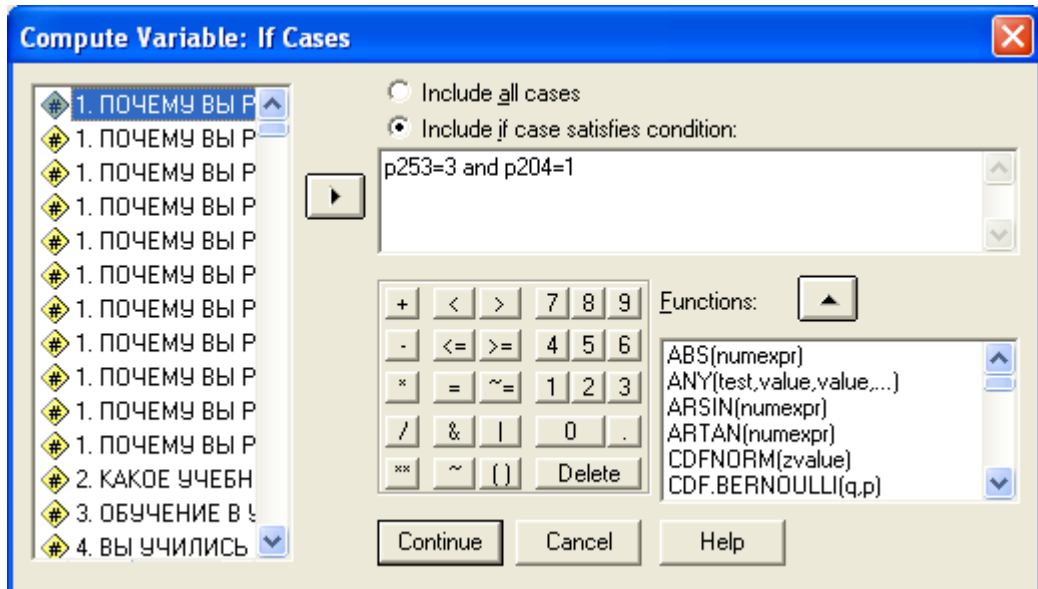 Compute Variable: If Cases
1. ПОЧЕМУ ВЫ Р
1. ПОЧЕМУ ВЫ Р
1. ПОЧЕМУ ВЫ Р
1. ПОЧЕМУ ВЫ Р
1. ПОЧЕМУ ВЫ Р
1. ПОЧЕМУ ВЫ Р
1. ПОЧЕМУ ВЫ Р
1. ПОЧЕМУ ВЫ Р
1. ПОЧЕМУ ВЫ Р
1. ПОЧЕМУ ВЫ Р
1. ПОЧЕМУ ВЫ Р
2. КАКОЕ УЧЕБН
3. ОБУЧЕНИЕ В У
4. ВЫ УЧИЛИСЬ
Include all cases
Include if case satisfies condition:
p253=3 and p204=1
+ < > 7 8 9
- <= >= 4 5 6
* = ~= 1 2 3
/ & | 0 .
** ~ () Delete
Functions:
ABS(numexpr)
ANY(test,value,value,...)
ARSIN(numexpr)
ARTAN(numexpr)
CDFNORM(zvalue)
CDF.BERNOULLI(q,p)
Continue Cancel Help